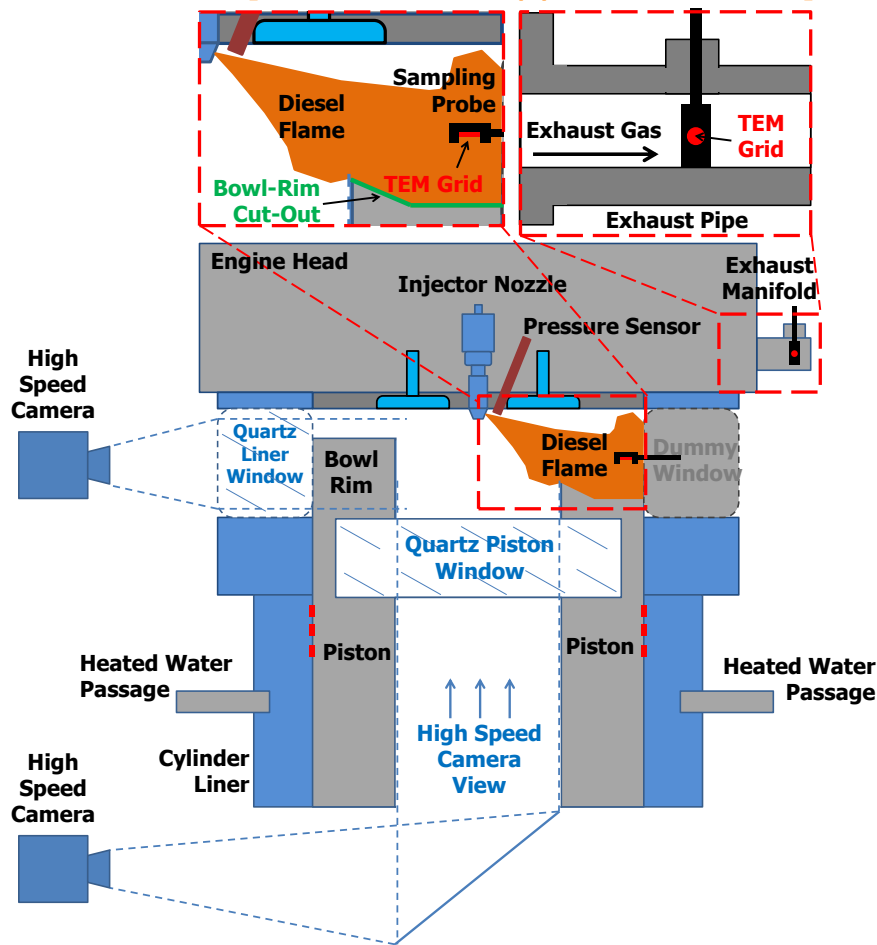 Sampling
Probe
Diesel
Flame
TEM Grid
Bowl-Rim
Cut-Out
Exhaust Gas
TEM
Grid
Exhaust Pipe
Engine Head
Injector Nozzle
Pressure Sensor
Exhaust
Manifold
High
Speed
Camera
Quartz
Liner
Window
Bowl
Rim
Diesel
Flame
Dummy
Window
Quartz Piston
Window
Piston
Piston
Heated Water
Passage
Heated Water
Passage
High Speed
Camera
View
Cylinder
Liner
High
Speed
Camera